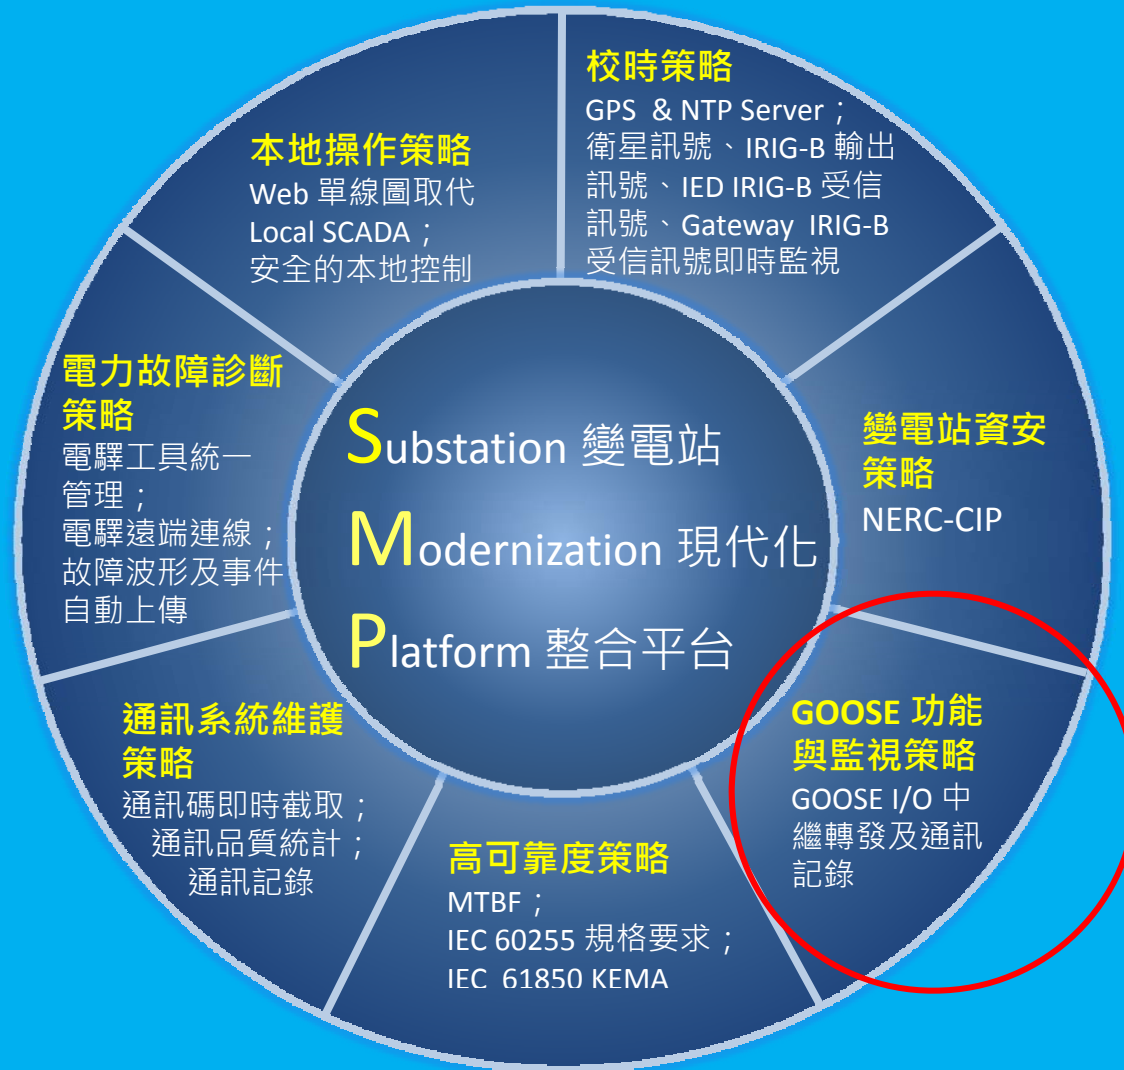 校時策略
GPS & NTP Server；
衛星訊號、IRIG-B 輸出
訊號、IED IRIG-B 受信
訊號、Gateway IRIG-B
受信訊號即時監視
本地操作策略
Web 單線圖取代
Local SCADA；
安全的本地控制
電力故障診斷
策略
電驛工具統一
管理；
電驛遠端連線；
故障波形及事件
自動上傳
Substation 變電站
Modernization 現代化
Platform 整合平台
變電站資安
策略
NERC-CIP
GOOSE 功能
與監視策略
GOOSE I/O 中
繼轉發及通訊
記錄
通訊系統維護
策略
通訊碼即時截取；
通訊品質統計；
通訊記錄
高可靠度策略
MTBF；
IEC 60255 規格要求；
IEC 61850 KEMA